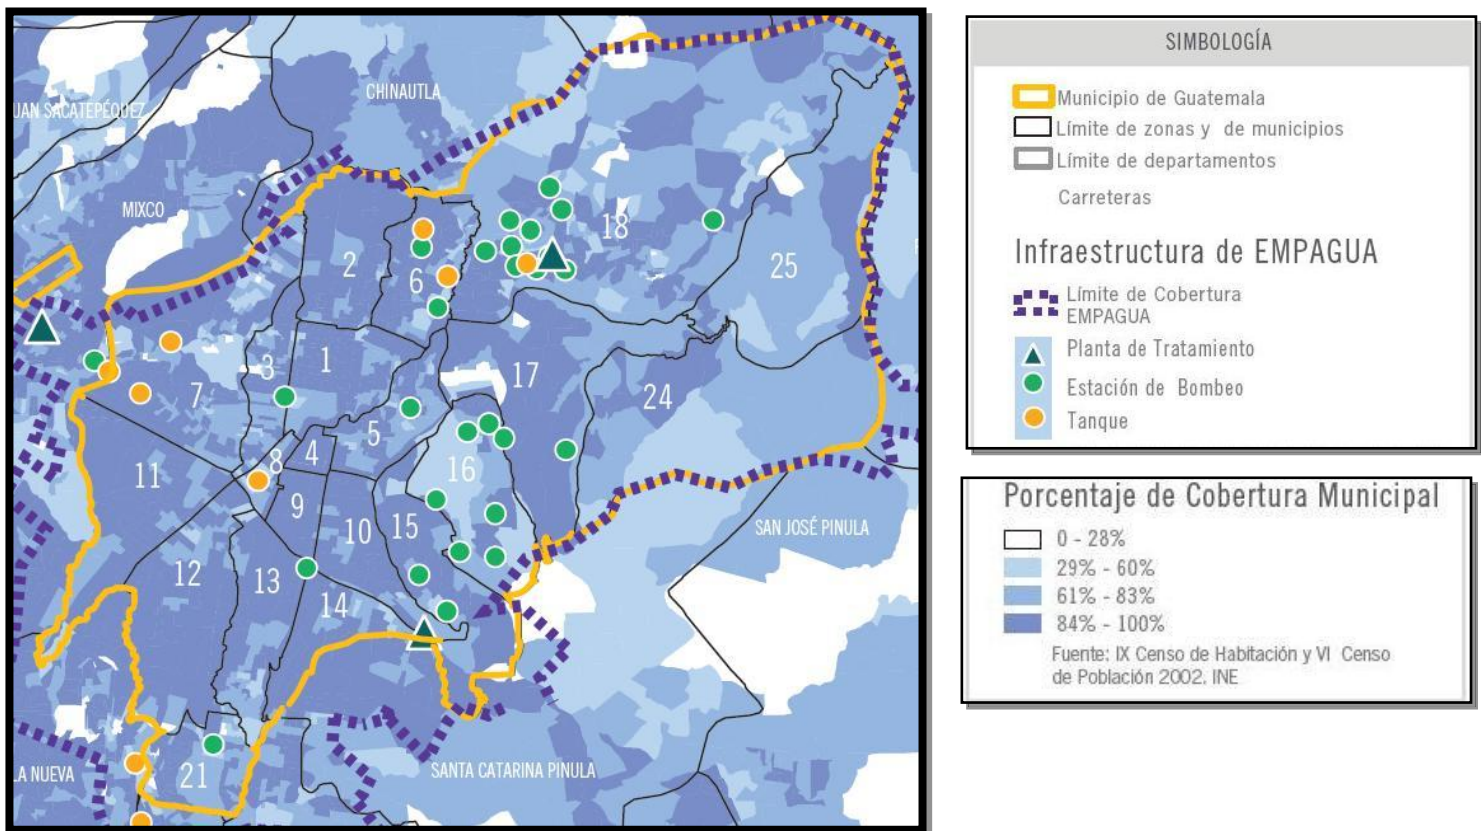 CHINAUTLA
UAN SACATEPÉQUEZ
MIXCO
18
2
25
6
3
1
17
7
24
5
4
8
16
11
9
10
15
SAN JOSÉ PINULA
12
13
14
LA NUEVA
21
SANTA CATARINA PINULA
SIMBOLOGÍA
Municipio de Guatemala
Límite de zonas y de municipios
Límite de departamentos
Carreteras
Infraestructura de EMPAGUA
Límite de Cobertura
EMPAGUA
Planta de Tratamiento
Estación de Bombeo
Tanque
Porcentaje de Cobertura Municipal
0 - 28%
29% - 60%
61% - 83%
84% - 100%
Fuente: IX Censo de Habitación y VI Censo
de Población 2002, INE